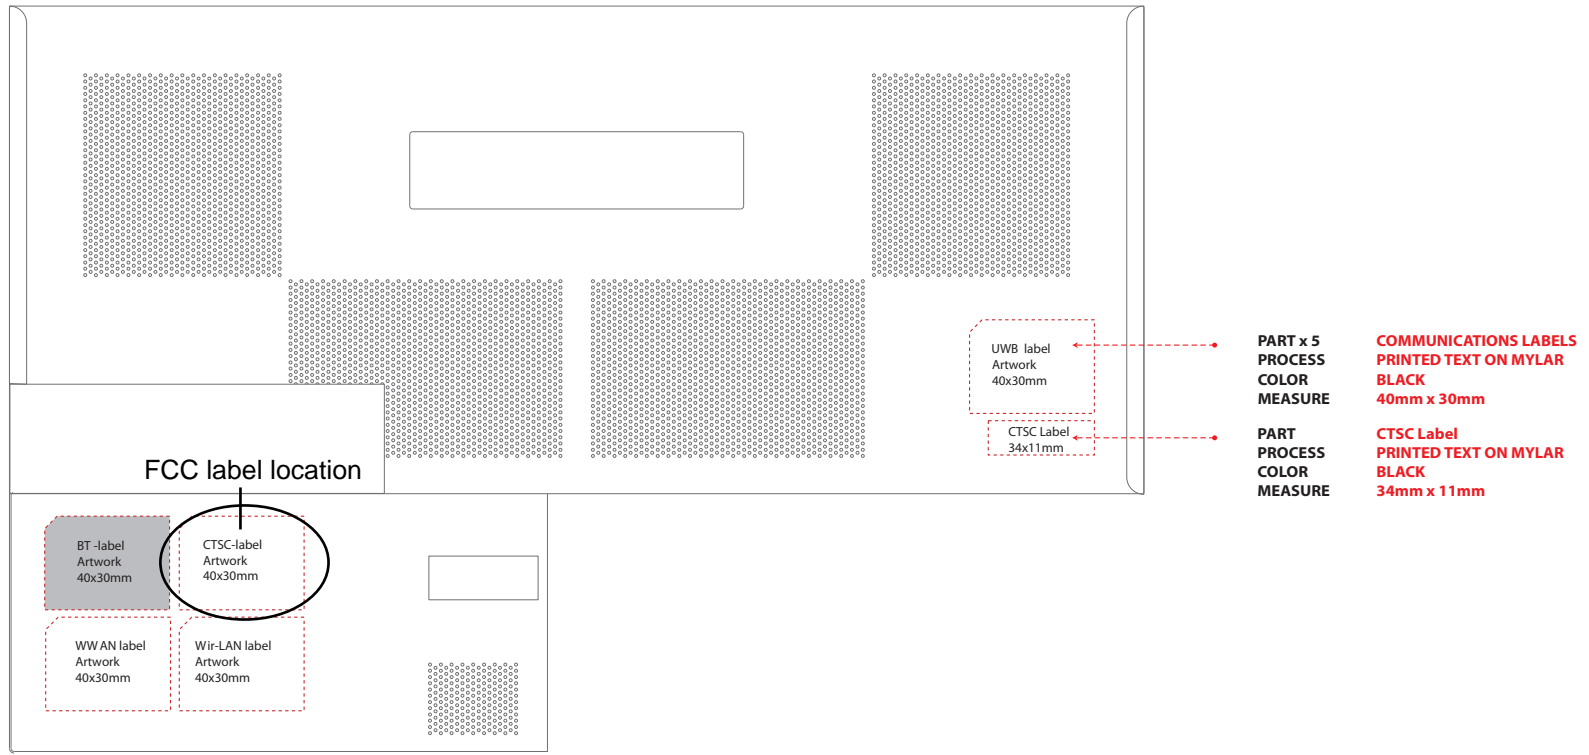 UWB label
Artwork
40x30mm
CTSC Label
34x11mm
PART x 5 COMMUNICATIONS LABELS
PROCESS PRINTED TEXT ON MYLAR
COLOR BLACK
MEASURE 40mm x 30mm
PART CTSC Label
PROCESS PRINTED TEXT ON MYLAR
COLOR BLACK
MEASURE 34mm x 11mm
FCC label location
BT -label
Artwork
40x30mm
CTSC-label
Artwork
40x30mm
WW AN label
Artwork
40x30mm
Wir-LAN label
Artwork
40x30mm